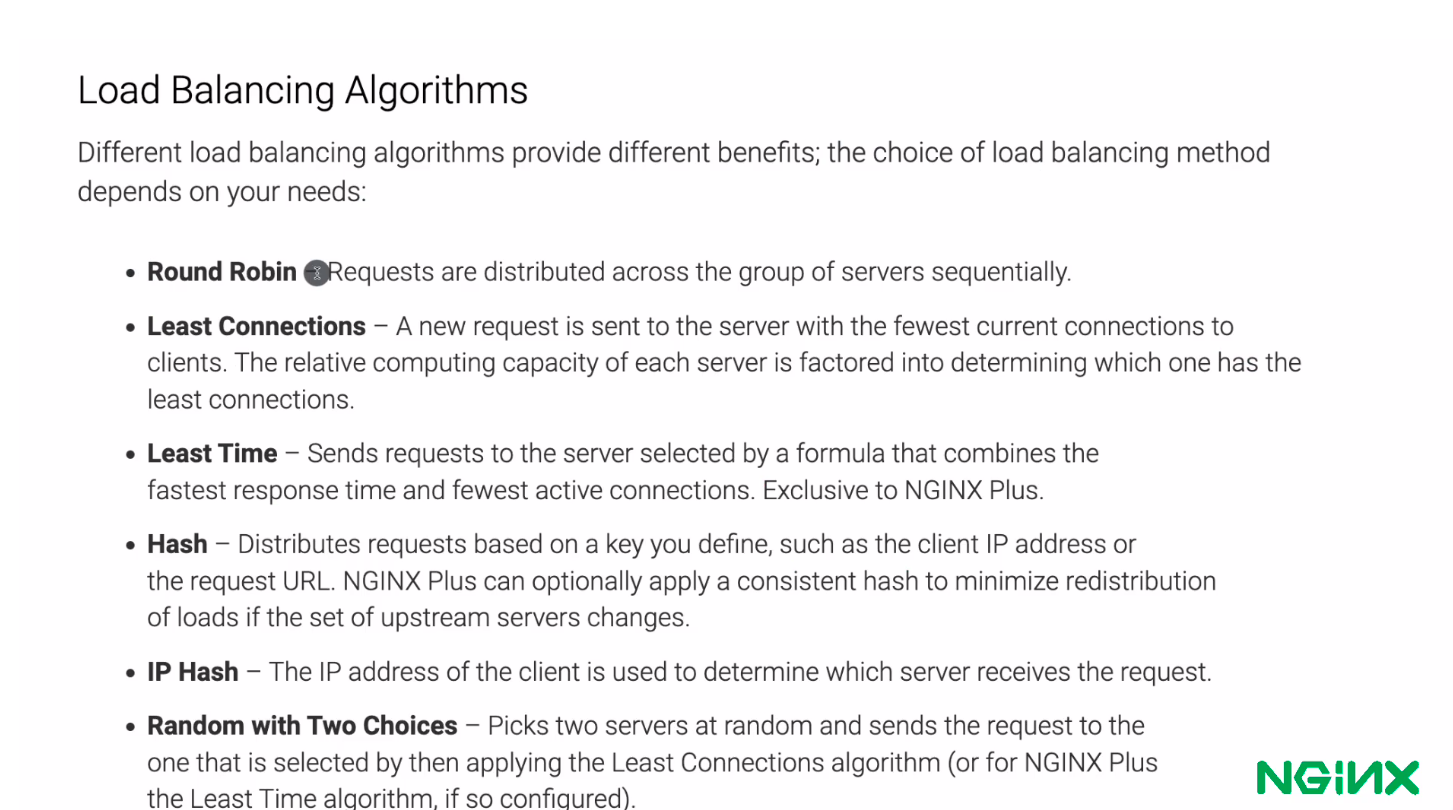 Load Balancing Algorithms
Different load balancing algorithms provide different benefits; the choice of load balancing method
depends on your needs:
• Round Robin – Requests are distributed across the group of servers sequentially.
• Least Connections – A new request is sent to the server with the fewest current connections to
clients. The relative computing capacity of each server is factored into determining which one has the
least connections.
• Least Time – Sends requests to the server selected by a formula that combines the
fastest response time and fewest active connections. Exclusive to NGINX Plus.
• Hash – Distributes requests based on a key you define, such as the client IP address or
the request URL. NGINX Plus can optionally apply a consistent hash to minimize redistribution
of loads if the set of upstream servers changes.
• IP Hash – The IP address of the client is used to determine which server receives the request.
• Random with Two Choices – Picks two servers at random and sends the request to the
one that is selected by then applying the Least Connections algorithm (or for NGINX Plus
the Least Time algorithm, if so configured).
NGINX